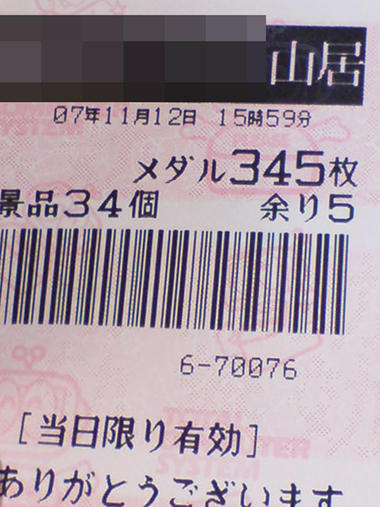 山居
07年11月12日 15時59分
メダル345枚
景品34個 余り5
6-70076
[当日限り有効]
ありがとうございます